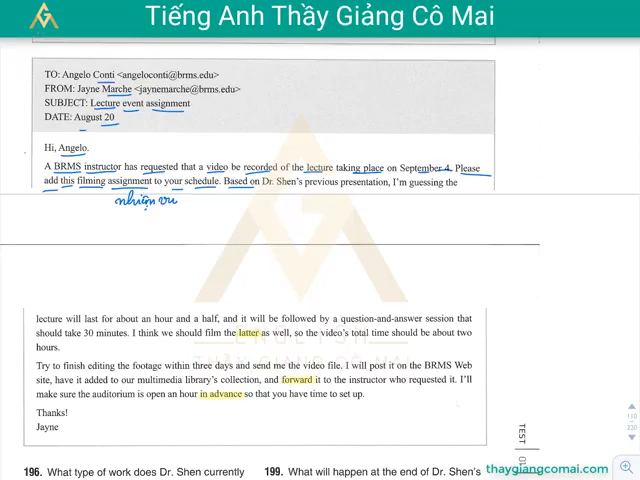 Tiếng Anh Thầy Giảng Cô Mai
TO: Angelo Conti <angeloconti@brms.edu>
FROM: Jayne Marche <jaynemarche@brms.edu>
SUBJECT: Lecture event assignment
DATE: August 20
Hi, Angelo.
A BRMS instructor has requested that a video be recorded of the lecture taking place on September 4. Please
add this filming assignment to your schedule. Based on Dr. Shen's previous presentation, I'm guessing the
nhiệm vụ
lecture will last for about an hour and a half, and it will be followed by a question-and-answer session that
should take 30 minutes. I think we should film the latter as well, so the video's total time should be about two
hours.
THẦY GIẢNG CÔ MAI
Try to finish editing the footage within three days and send me the video file. I will post it on the BRMS Web
site, have it added to our multimedia library's collection, and forward it to the instructor who requested it. I'll
make sure the auditorium is open an hour in advance so that you have time to set up.
Thanks!
Jayne
110
220
TEST
196. What type of work does Dr. Shen currently
199. What will happen at the end of Dr. Shen's
thaygiangcomai.com